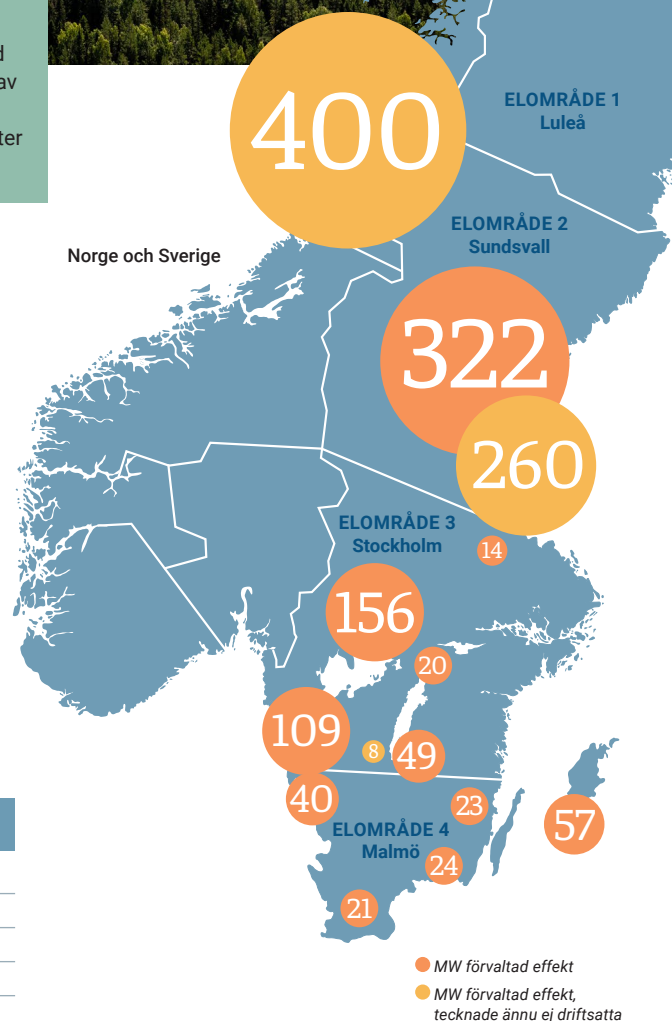 av
ter
400
ELOMRÅDE 1
Luleå
ELOMRÅDE 2
Sundsvall
Norge och Sverige
322
260
ELOMRÅDE 3
Stockholm
14
156
20
109
8
49
40
23
57
ELOMRÅDE 4
Malmö
24
21
MW förvaltad effekt
MW förvaltad effekt,
tecknade ännu ej driftsatta